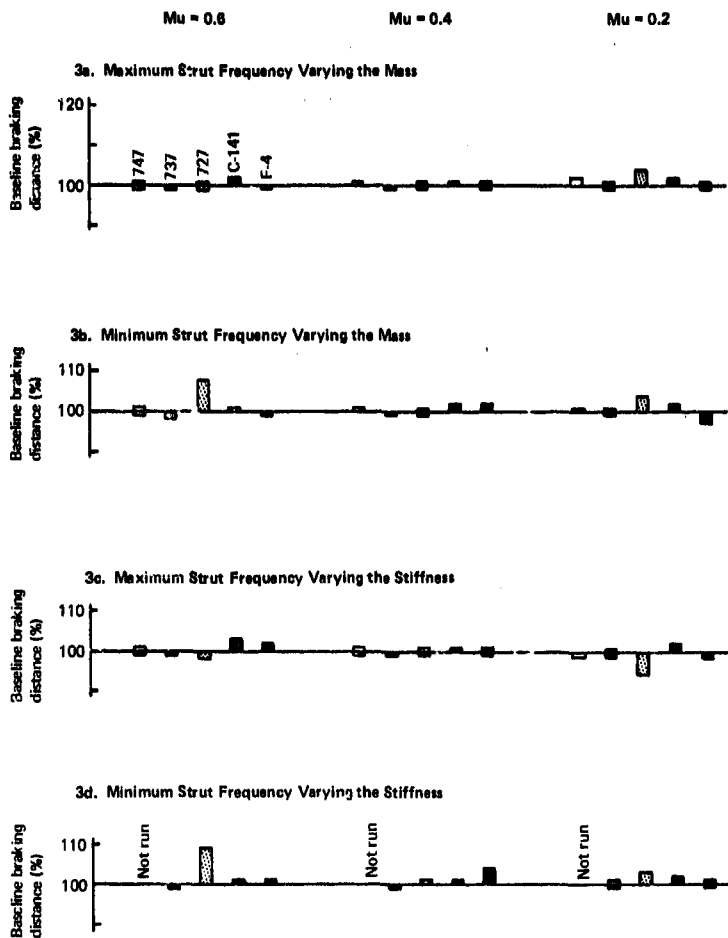 Mu = 0.6 Mu = 0.4 Mu = 0.2
3a. Maximum Strut Frequency Varying the Mass
Baseline braking
distance (%)
120
100
747
737
727
C-141
F-4
3b. Minimum Strut Frequency Varying the Mass
Baseline braking
distance (%)
110
100
3c. Maximum Strut Frequency Varying the Stiffness
Baseline braking
distance (%)
110
100
3d. Minimum Strut Frequency Varying the Stiffness
Baseline braking
distance (%)
110
100
Not run
Not run
Not run